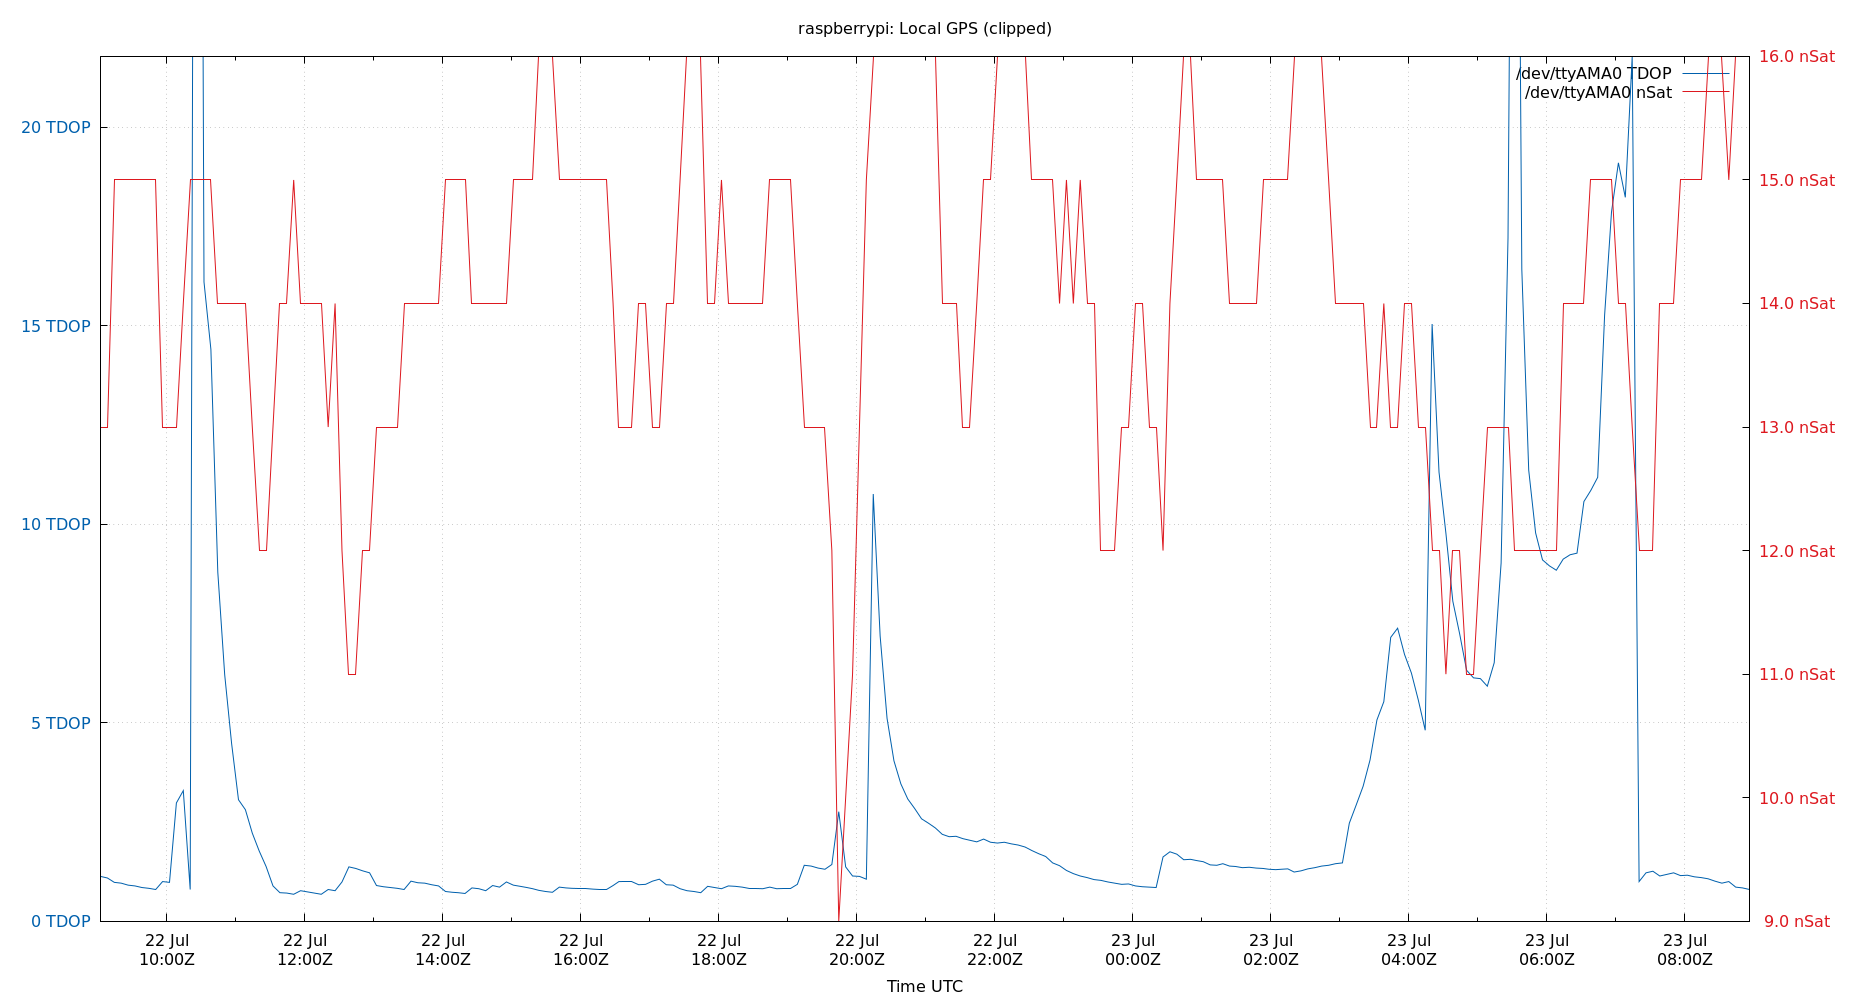 raspberrypi: Local GPS (clipped)
16.0 nSat
/dev/ttyAMA0 TDOP
/dev/ttyAMA0 nSat
20 TDOP
15.0 nSat
14.0 nSat
15 TDOP
13.0 nSat
10 TDOP
12.0 nSat
11.0 nSat
5 TDOP
10.0 nSat
0 TDOP
9.0 nSat
22 Jul
10:00Z
22 Jul
12:00Z
22 Jul
14:00Z
22 Jul
16:00Z
22 Jul
18:00Z
22 Jul
20:00Z
22 Jul
22:00Z
23 Jul
00:00Z
23 Jul
02:00Z
23 Jul
04:00Z
23 Jul
06:00Z
23 Jul
08:00Z
Time UTC